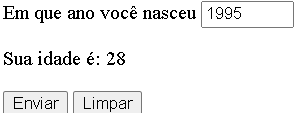 Em que ano você nasceu 1995
Sua idade é: 28
Enviar Limpar